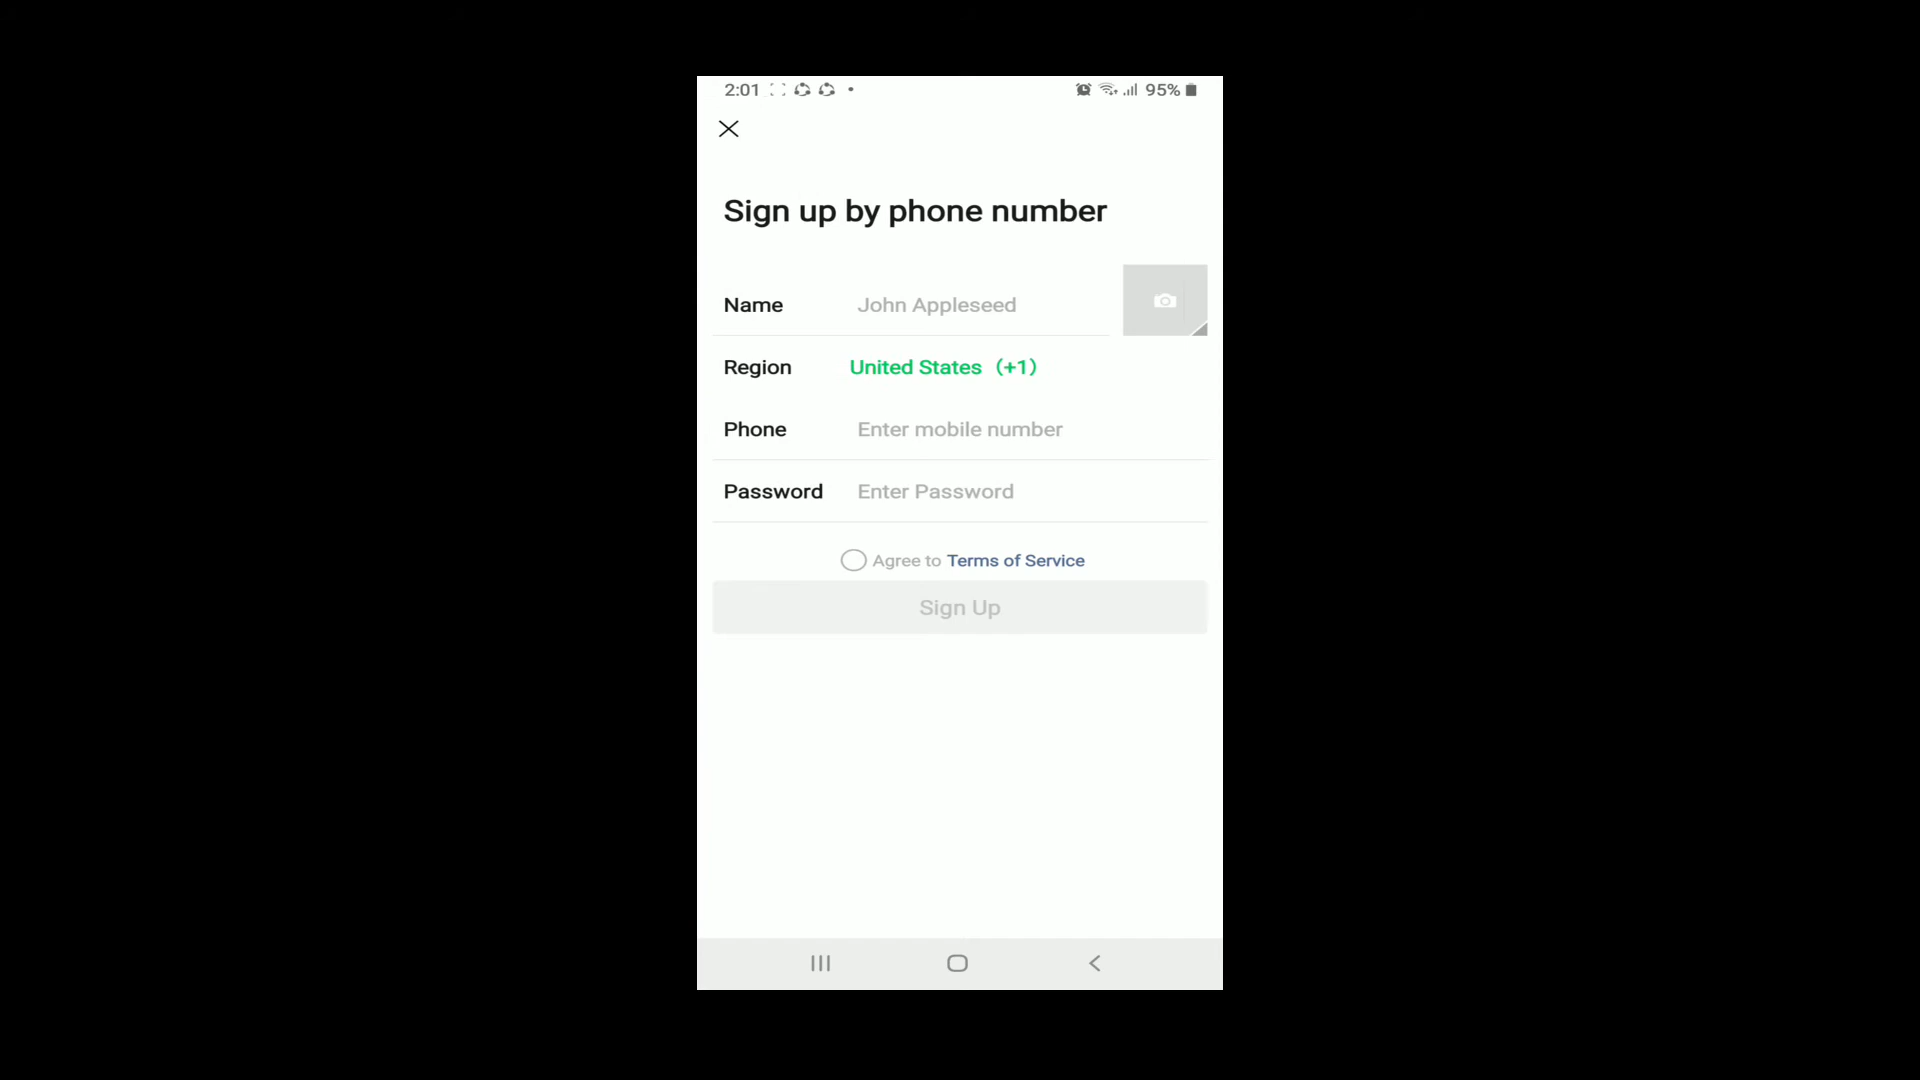 2:01 95%
Sign up by phone number
Name John Appleseed
Region United States (+1)
Phone Enter mobile number
Password Enter Password
Agree to Terms of Service
Sign Up